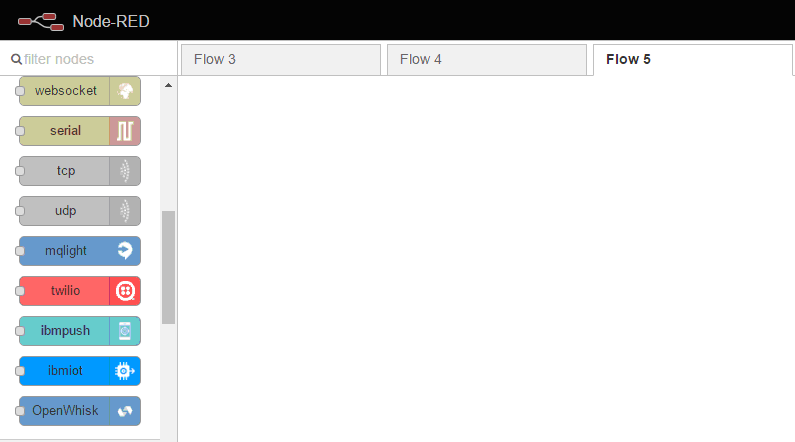 Node-RED
filter nodes
Flow 3
Flow 4
Flow 5
websocket
serial
tcp
udp
mqlight
twilio
ibmpush
ibmiot
OpenWhisk